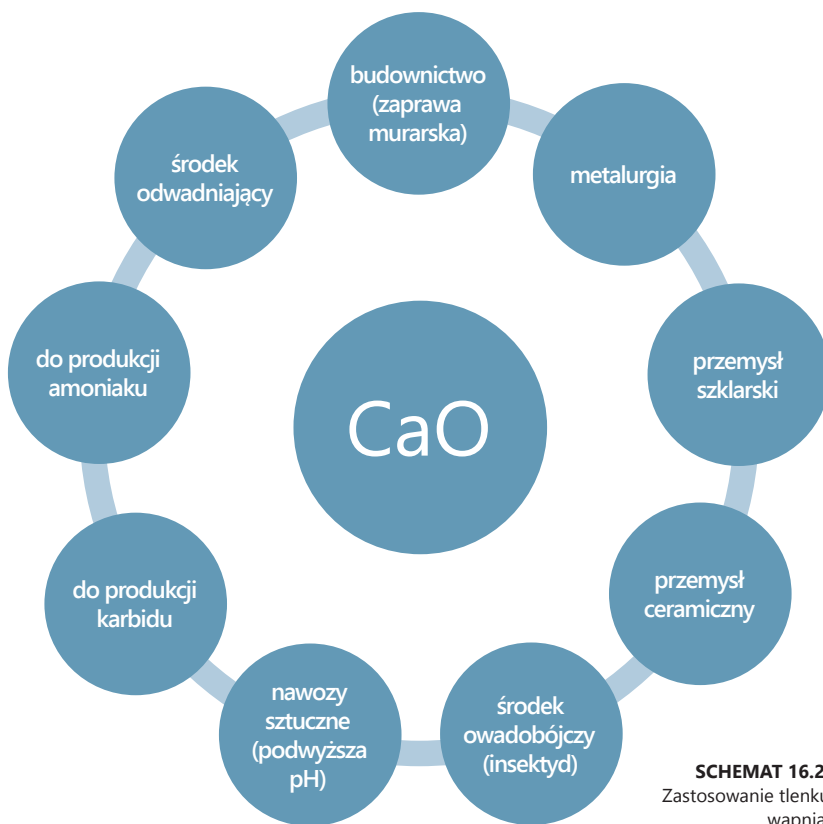 budownictwo
(zaprawa
murarska)
metalurgia
przemysł
szklarski
przemysł
ceramiczny
środek
owadobójczy
(insektyd)
nawozy
sztuczne
(podwyższa
pH)
do produkcji
karbidu
do produkcji
amoniaku
środek
odwadniający
CaO
SCHEMAT 16.2
Zastosowanie tlenku
wapnia